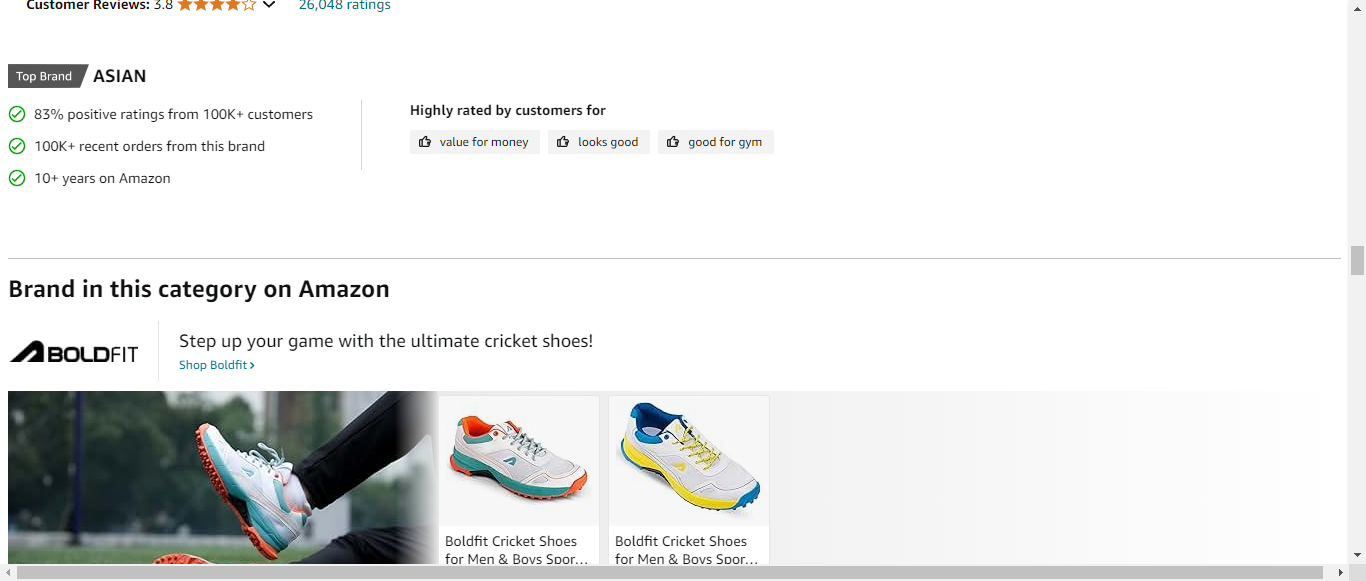 Customer Reviews: 3.8
26,048 ratings
Top Brand ASIAN
83% positive ratings from 100K+ customers
100K+ recent orders from this brand
10+ years on Amazon
Highly rated by customers for
value for money looks good good for gym
Brand in this category on Amazon
BOLDFIT
Step up your game with the ultimate cricket shoes!
Shop Boldfit ›
Boldfit Cricket Shoes
for Men & Boys Spor...
Boldfit Cricket Shoes
for Men & Boys Spor...